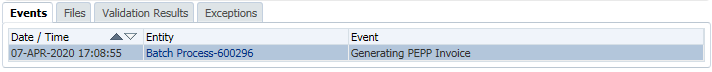 Events Files Validation Results Exceptions
Date / Time Entity Event
07-APR-2020 17:08:55 Batch Process-600296 Generating PEPP Invoice